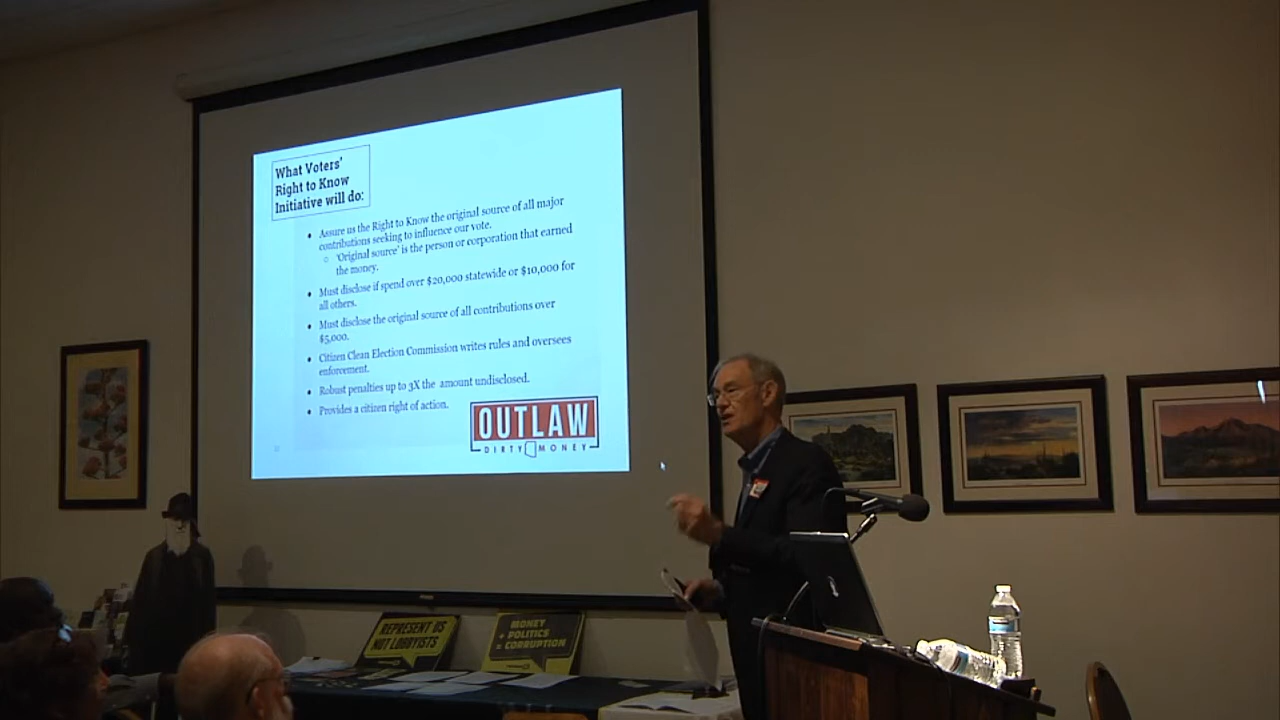 What Voters'
Right to Know
Initiative will do:
Assure us the Right to Know the original source of all major
contributions seeking to influence our vote.
'Original source' is the person or corporation that earned
the money.
Must disclose if spend over $20,000 statewide or $10,000 for
all others.
Must disclose the original source of all contributions over
$5,000.
Citizen Clean Election Commission writes rules and oversees
enforcement.
Robust penalties up to 3X the amount undisclosed.
Provides a citizen right of action.
OUTLAW
DIRTY MONEY
REPRESENT US
NOT LOBBYISTS
MONEY
+ POLITICS
= CORRUPTION